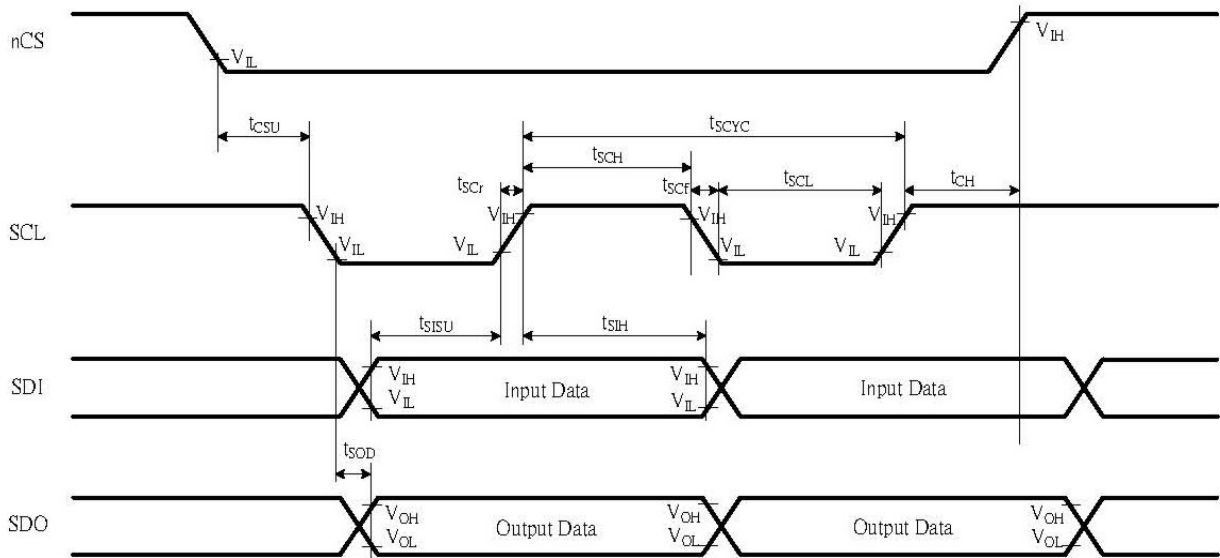 nCS
V_IL
V_IH
t_CSU
t_SCYC
t_SCH
t_SCr
t_SCf
t_SCL
t_CH
SCL
V_IH
V_IL
V_IL
V_IH
V_IH
V_IL
V_IL
V_IH
t_SISU
t_SIH
SDI
V_IH
V_IL
Input Data
V_IH
V_IL
Input Data
t_SOD
SDO
V_OH
V_OL
Output Data
V_OH
V_OL
Output Data
V_OH
V_OL